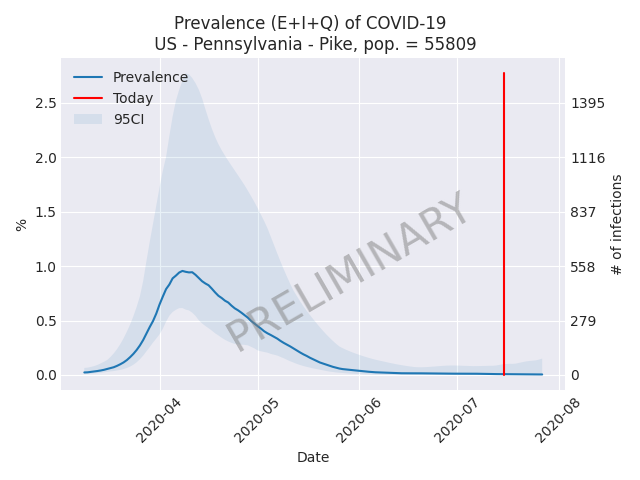 Prevalence (E+I+Q) of COVID-19
US - Pennsylvania - Pike, pop. = 55809
Prevalence
Today
95CI
2.5
2.0
1.5
1.0
0.5
0.0
%
1395
1116
837
558
279
0
# of infections
PRELIMINARY
2020-04
2020-05
2020-06
2020-07
2020-08
Date